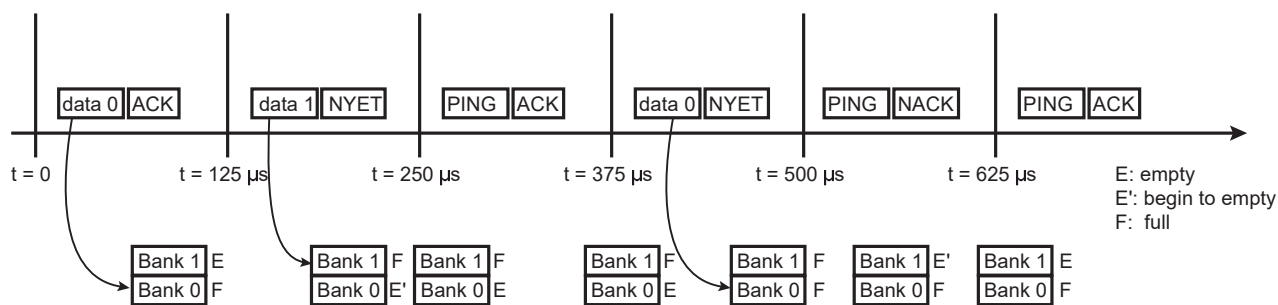 data 0 ACK data 1 NYET PING ACK data 0 NYET PING NACK PING ACK
t = 0 t = 125 μs t = 250 μs t = 375 μs t = 500 μs t = 625 μs
E: empty
E': begin to empty
F: full
Bank 1 E Bank 1 F Bank 1 F Bank 1 F Bank 1 F Bank 1 E' Bank 1 E
Bank 0 F Bank 0 E' Bank 0 E Bank 0 E Bank 0 F Bank 0 F Bank 0 F